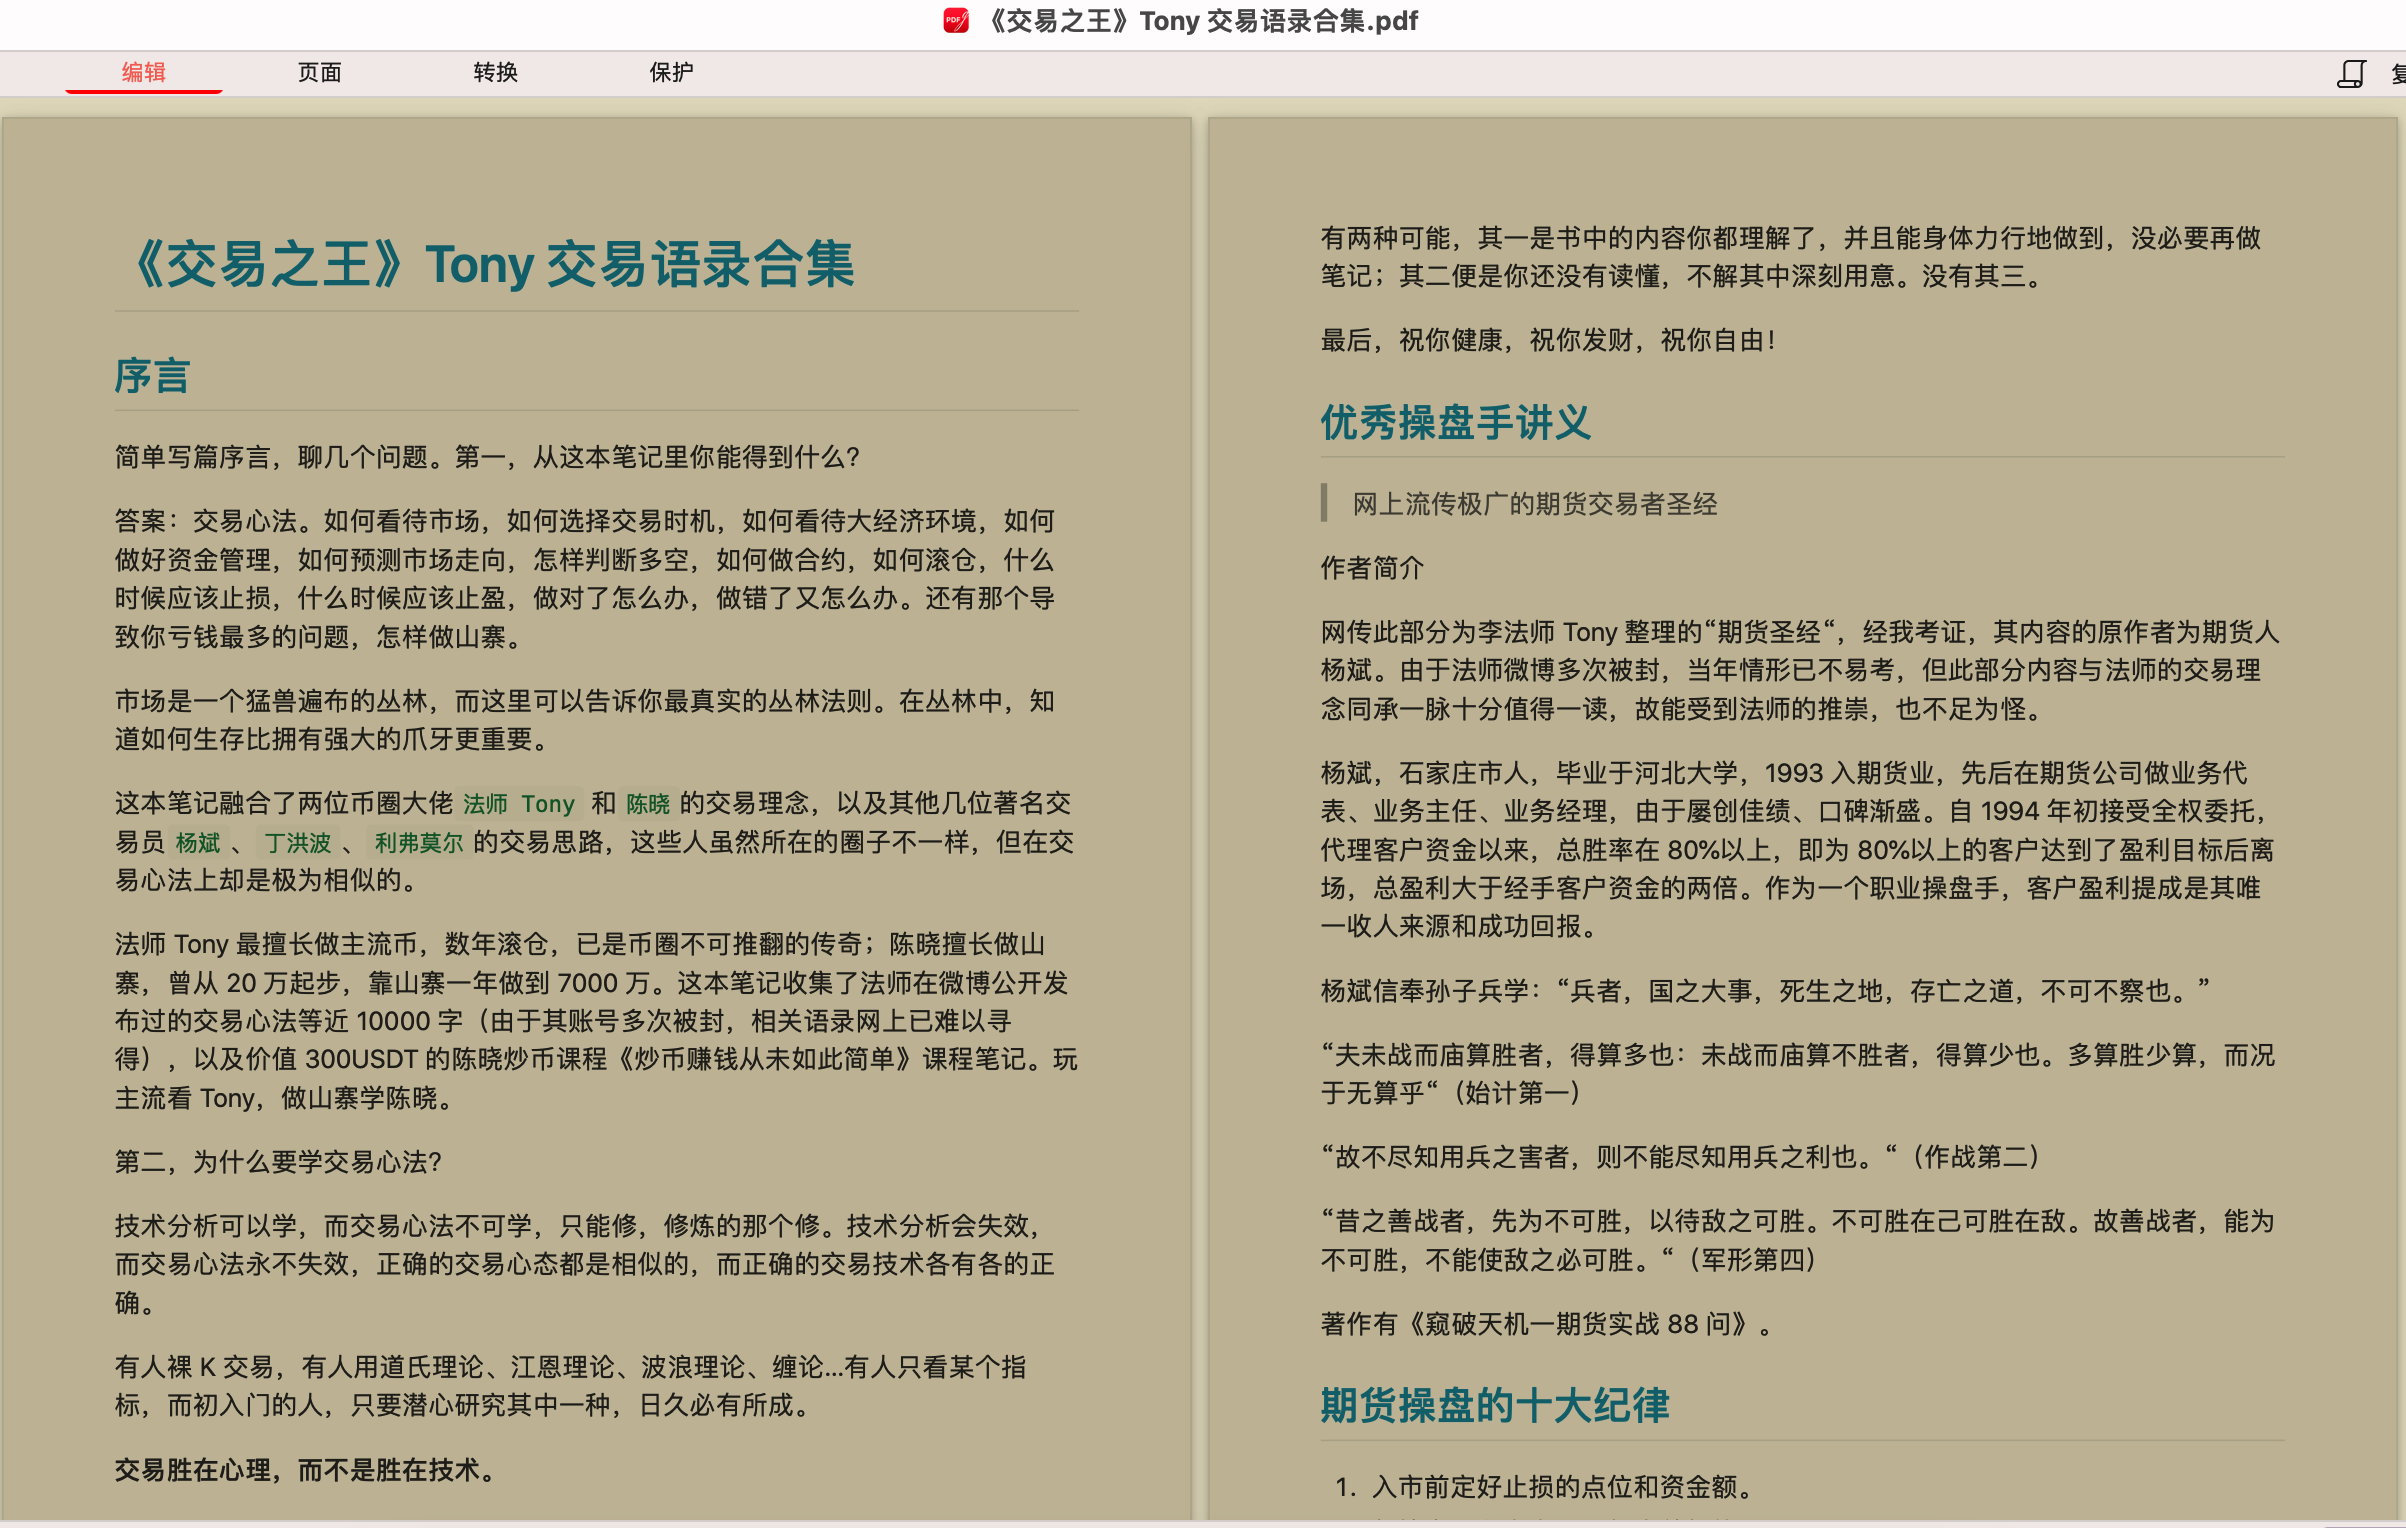 《交易之王》Tony 交易语录合集.pdf
编辑
页面
转换
保护
《交易之王》Tony 交易语录合集
序言
简单写篇序言，聊几个问题。第一，从这本笔记里你能得到什么？
答案：交易心法。如何看待市场，如何选择交易时机，如何看待大经济环境，如何
做好资金管理，如何预测市场走向，怎样判断多空，如何做合约，如何滚仓，什么
时候应该止损，什么时候应该止盈，做对了怎么办，做错了又怎么办。还有那个导
致你亏钱最多的问题，怎样做山寨。
市场是一个猛兽遍布的丛林，而这里可以告诉你最真实的丛林法则。在丛林中，知
道如何生存比拥有强大的爪牙更重要。
这本笔记融合了两位币圈大佬 法师 Tony 和 陈晓 的交易理念，以及其他几位著名交
易员 杨斌 、 丁洪波 、 利弗莫尔 的交易思路，这些人虽然所在的圈子不一样，但在交
易心法上却是极为相似的。
法师 Tony 最擅长做主流币，数年滚仓，已是币圈不可推翻的传奇；陈晓擅长做山
寨，曾从 20 万起步，靠山寨一年做到 7000 万。这本笔记收集了法师在微博公开发
布过的交易心法等近 10000 字（由于其账号多次被封，相关语录网上已难以寻
得），以及价值 300USDT 的陈晓炒币课程《炒币赚钱从未如此简单》课程笔记。玩
主流看 Tony，做山寨学陈晓。
第二，为什么要学交易心法？
技术分析可以学，而交易心法不可学，只能修，修炼的那个修。技术分析会失效，
而交易心法永不失效，正确的交易心态都是相似的，而正确的交易技术各有各的正
确。
有人裸 K 交易，有人用道氏理论、江恩理论、波浪理论、缠论...有人只看某个指
标，而初入门的人，只要潜心研究其中一种，日久必有所成。
交易胜在心理，而不是胜在技术。
有两种可能，其一是书中的内容你都理解了，并且能身体力行地做到，没必要再做
笔记；其二便是你还没有读懂，不解其中深刻用意。没有其三。
最后，祝你健康，祝你发财，祝你自由！
优秀操盘手讲义
网上流传极广的期货交易者圣经
作者简介
网传此部分为李法师 Tony 整理的“期货圣经“，经我考证，其内容的原作者为期货人
杨斌。由于法师微博多次被封，当年情形已不易考，但此部分内容与法师的交易理
念同承一脉十分值得一读，故能受到法师的推崇，也不足为怪。
杨斌，石家庄市人，毕业于河北大学，1993 入期货业，先后在期货公司做业务代
表、业务主任、业务经理，由于屡创佳绩、口碑渐盛。自 1994 年初接受全权委托，
代理客户资金以来，总胜率在 80%以上，即为 80%以上的客户达到了盈利目标后离
场，总盈利大于经手客户资金的两倍。作为一个职业操盘手，客户盈利提成是其唯
一收人来源和成功回报。
杨斌信奉孙子兵学：“兵者，国之大事，死生之地，存亡之道，不可不察也。”
“夫未战而庙算胜者，得算多也：未战而庙算不胜者，得算少也。多算胜少算，而况
于无算乎“（始计第一）
“故不尽知用兵之害者，则不能尽知用兵之利也。“（作战第二）
“昔之善战者，先为不可胜，以待敌之可胜。不可胜在己可胜在敌。故善战者，能为
不可胜，不能使敌之必可胜。“（军形第四）
著作有《窥破天机一期货实战 88 问》。
期货操盘的十大纪律
1. 入市前定好止损的点位和资金额。